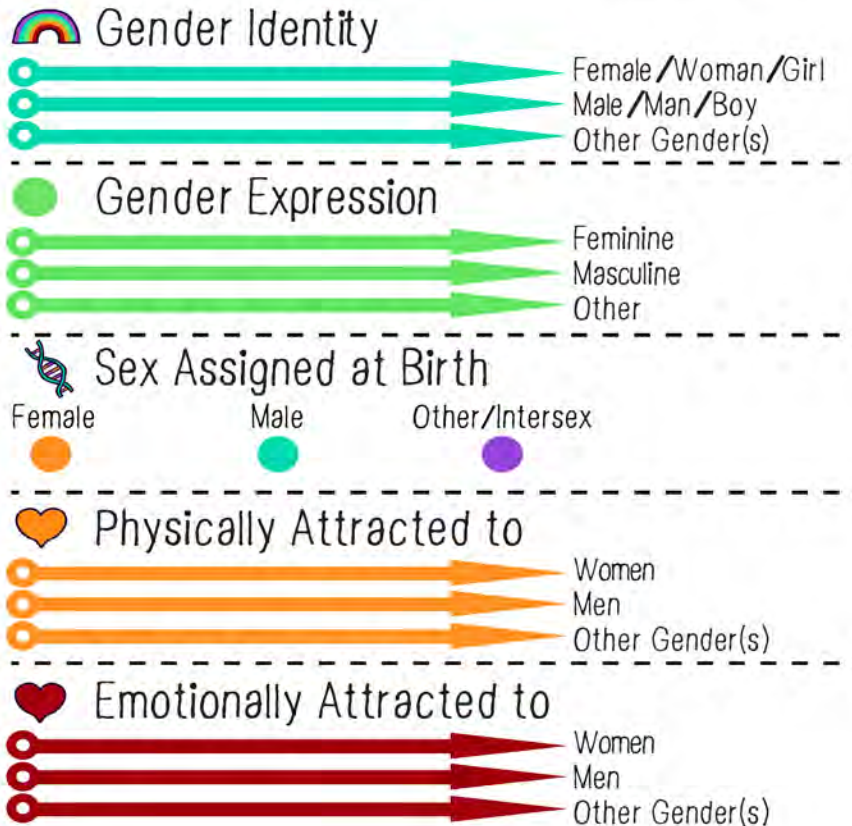 Gender Identity
Female/Woman/Girl
Male/Man/Boy
Other Gender(s)
Gender Expression
Feminine
Masculine
Other
Sex Assigned at Birth
Female Male Other/Intersex
Physically Attracted to
Women
Men
Other Gender(s)
Emotionally Attracted to
Women
Men
Other Gender(s)